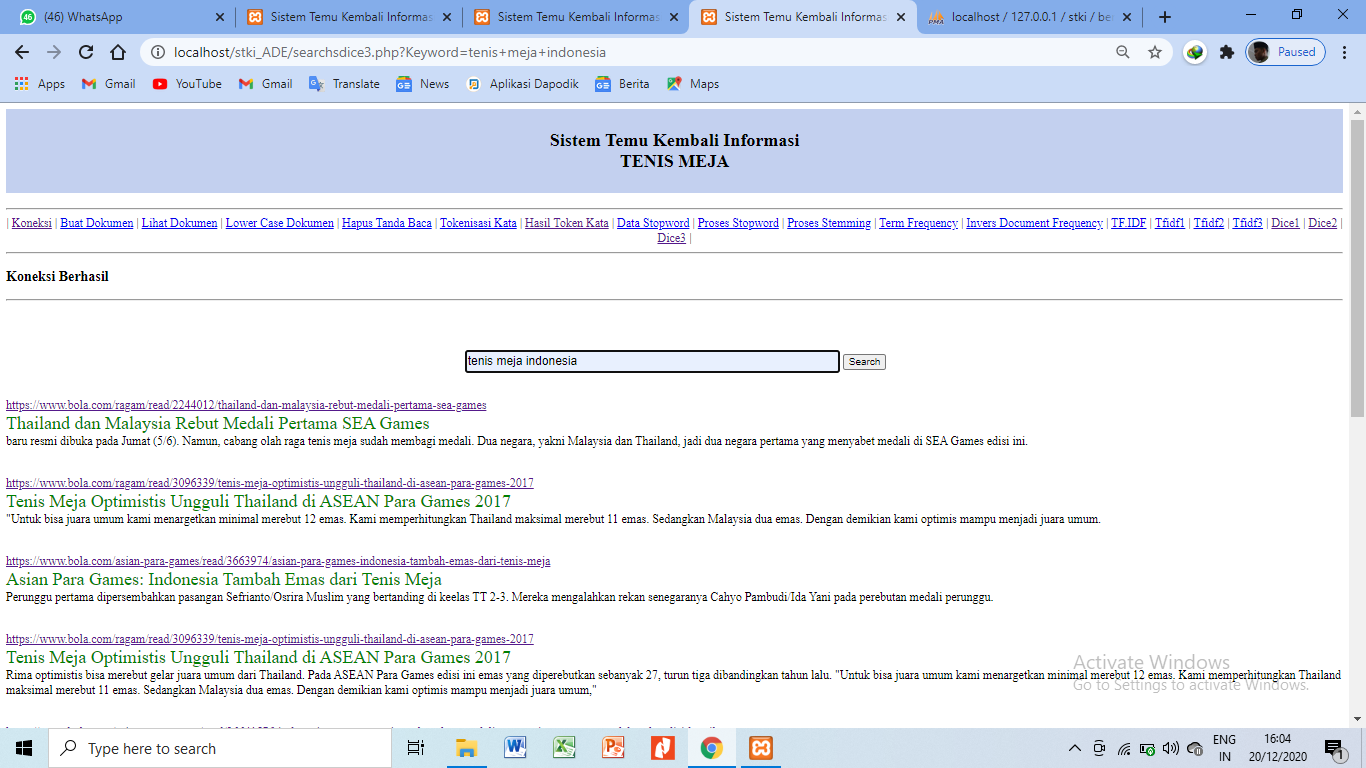 (46) WhatsApp
Sistem Temu Kembali Informas
Sistem Temu Kembali Informas
Sistem Temu Kembali Informas
localhost / 127.0.0.1 / stki / be
localhost/stki_ADE/searchsdice3.php?Keyword=tenis+meja+indonesia
Paused
Apps Gmail YouTube Gmail Translate News Aplikasi Dapodik Berita Maps
Sistem Temu Kembali Informasi
TENIS MEJA
| Koneksi | Buat Dokumen | Lihat Dokumen | Lower Case Dokumen | Hapus Tanda Baca | Tokenisasi Kata | Hasil Token Kata | Data Stopword | Proses Stopword | Proses Stemming | Term Frequency | Invers Document Frequency | TF.IDF | Tfidf1 | Tfidf2 | Tfidf3 | Dice1 | Dice2 |
Dice3 |
Koneksi Berhasil
tenis meja indonesia Search
https://www.bola.com/ragam/read/2244012/thailand-dan-malaysia-rebut-medali-pertama-sea-games
Thailand dan Malaysia Rebut Medali Pertama SEA Games
baru resmi dibuka pada Jumat (5/6). Namun, cabang olah raga tenis meja sudah membagi medali. Dua negara, yakni Malaysia dan Thailand, jadi dua negara pertama yang menyabet medali di SEA Games edisi ini.
https://www.bola.com/ragam/read/3096339/tenis-meja-optimistis-ungguli-thailand-di-asean-para-games-2017
Tenis Meja Optimistis Ungguli Thailand di ASEAN Para Games 2017
"Untuk bisa juara umum kami menargetkan minimal merebut 12 emas. Kami memperhitungkan Thailand maksimal merebut 11 emas. Sedangkan Malaysia dua emas. Dengan demikian kami optimis mampu menjadi juara umum.
https://www.bola.com/asian-para-games/read/3663974/asian-para-games-indonesia-tambah-emas-dari-tenis-meja
Asian Para Games: Indonesia Tambah Emas dari Tenis Meja
Perunggu pertama dipersembahkan pasangan Sefrianto/Osrira Muslim yang bertanding di keelas TT 2-3. Mereka mengalahkan rekan senegaranya Cahyo Pambudi/Ida Yani pada perebutan medali perunggu.
https://www.bola.com/ragam/read/3096339/tenis-meja-optimistis-ungguli-thailand-di-asean-para-games-2017
Tenis Meja Optimistis Ungguli Thailand di ASEAN Para Games 2017
Rima optimistis bisa merebut gelar juara umum dari Thailand. Pada ASEAN Para Games edisi ini emas yang diperebutkan sebanyak 27, turun tiga dibandingkan tahun lalu. "Untuk bisa juara umum kami menargetkan minimal merebut 12 emas. Kami memperhitungkan Thailand
maksimal merebut 11 emas. Sedangkan Malaysia dua emas. Dengan demikian kami optimis mampu menjadi juara umum,"
Activate Windows
Go to Settings to activate Windows.
Type here to search
ENG
IN
16:04
20/12/2020
1